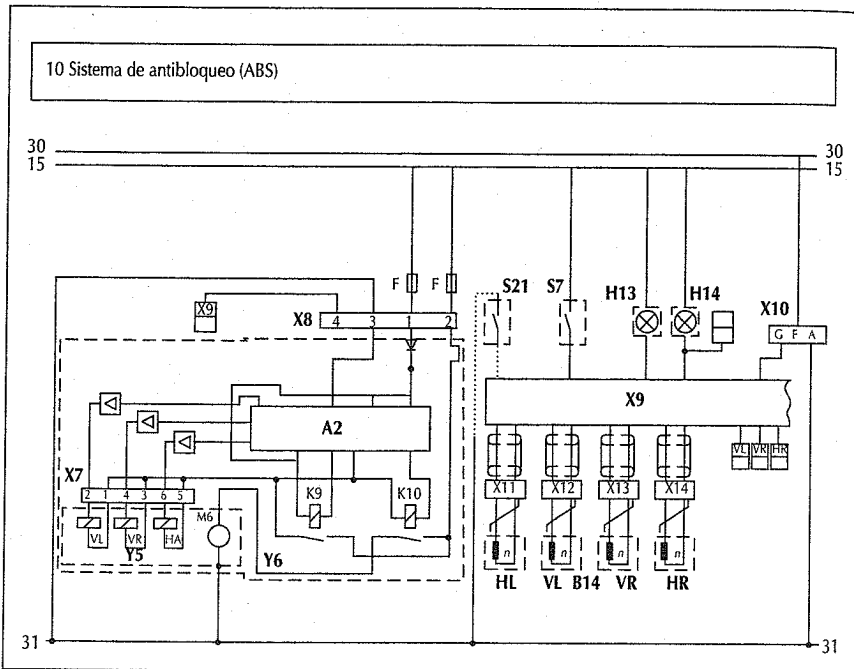 10 Sistema de antibloqueo (ABS)
30 30
15 15
F F S21 S7 H13 H14 X10
X9 X8 4 3 1 2 G F A
A2 X9
VL VR HR
X7 2 1 4 3 6 5 K9 K10 X11 X12 X13 X14
M6
VL VR HA
Y5 Y6
n n n n
HL VL B14 VR HR
31 31